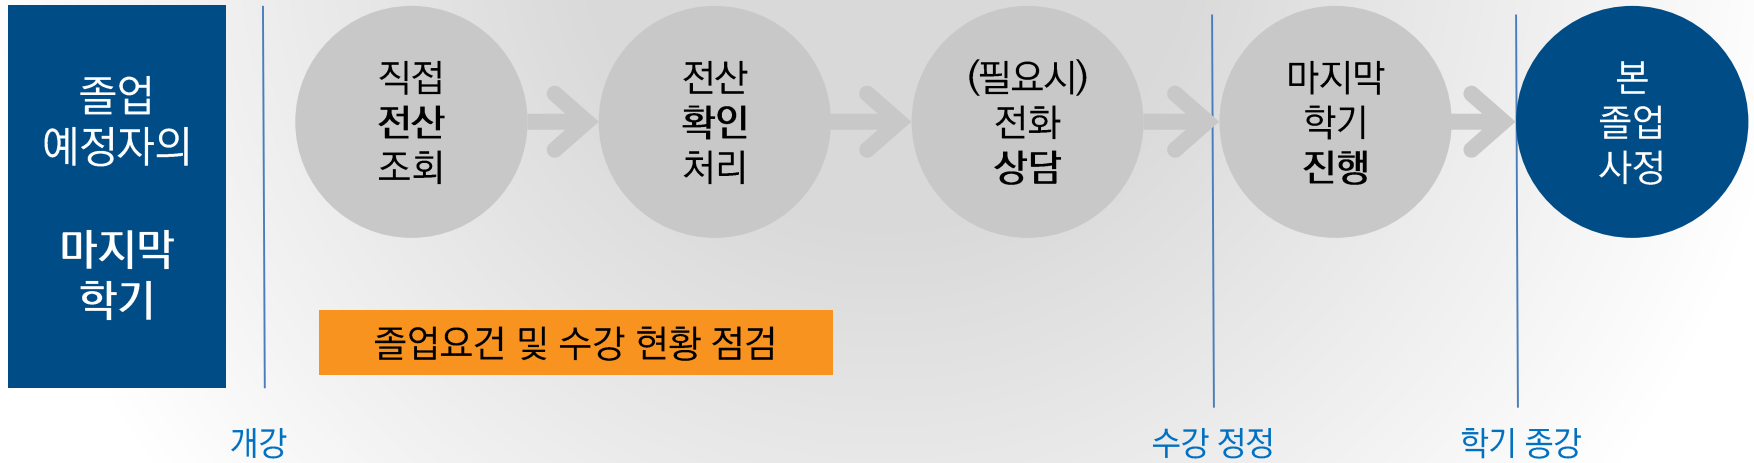 졸업
예정자의
마지막
학기
직접
전산
조회
전산
확인
처리
(필요시)
전화
상담
마지막
학기
진행
본
졸업
사정
졸업요건 및 수강 현황 점검
개강
수강 정정
학기 종강